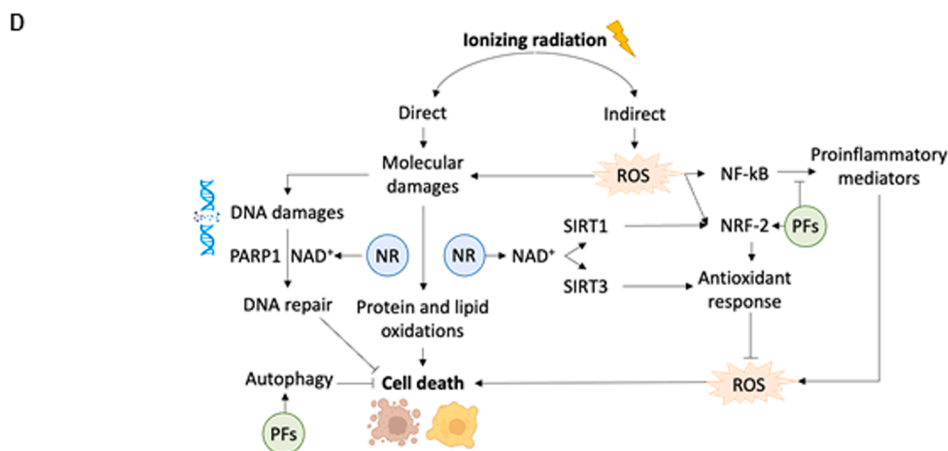 D
Ionizing radiation
Direct
Indirect
Molecular
damages
ROS
NF-kB
Proinflammatory
mediators
DNA damages
SIRT1
NRF-2
PFs
PARP1
NAD⁺
NR
NR
NAD⁺
SIRT3
Antioxidant
response
DNA repair
Protein and lipid
oxidations
Autophagy
Cell death
ROS
PFs